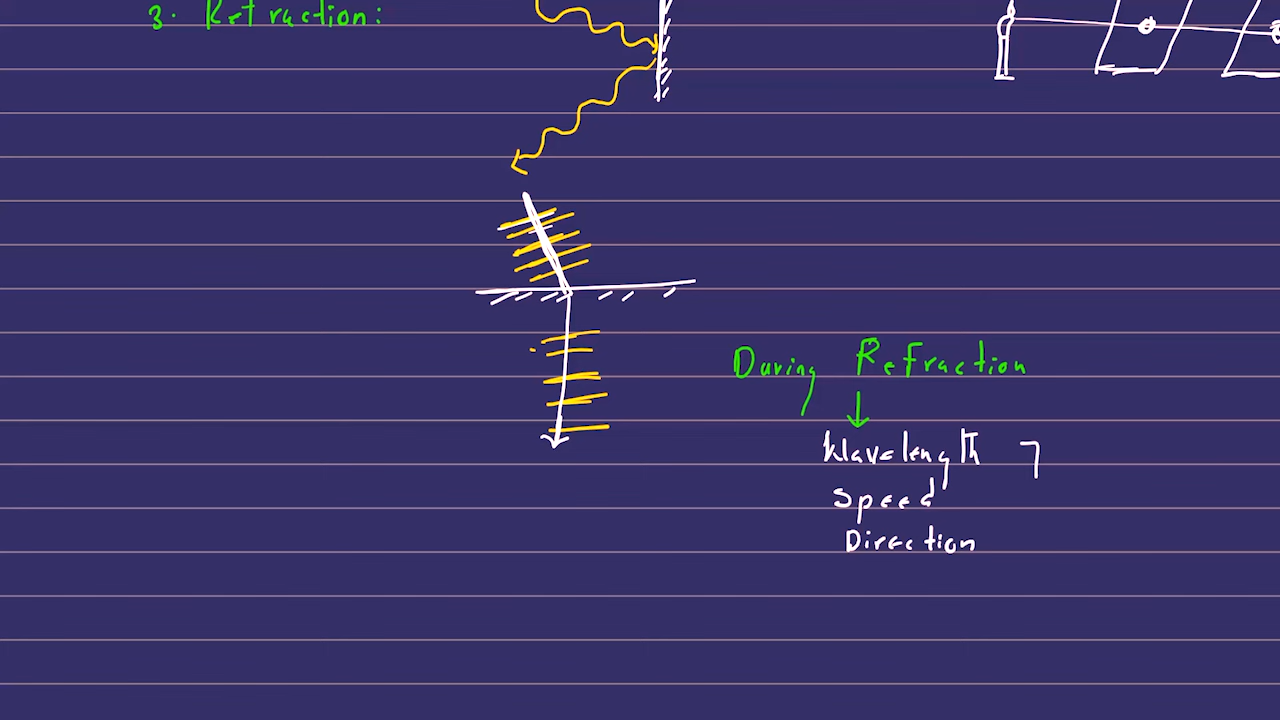 3. Refraction:
During Refraction
Wavelength
Speed
Direction